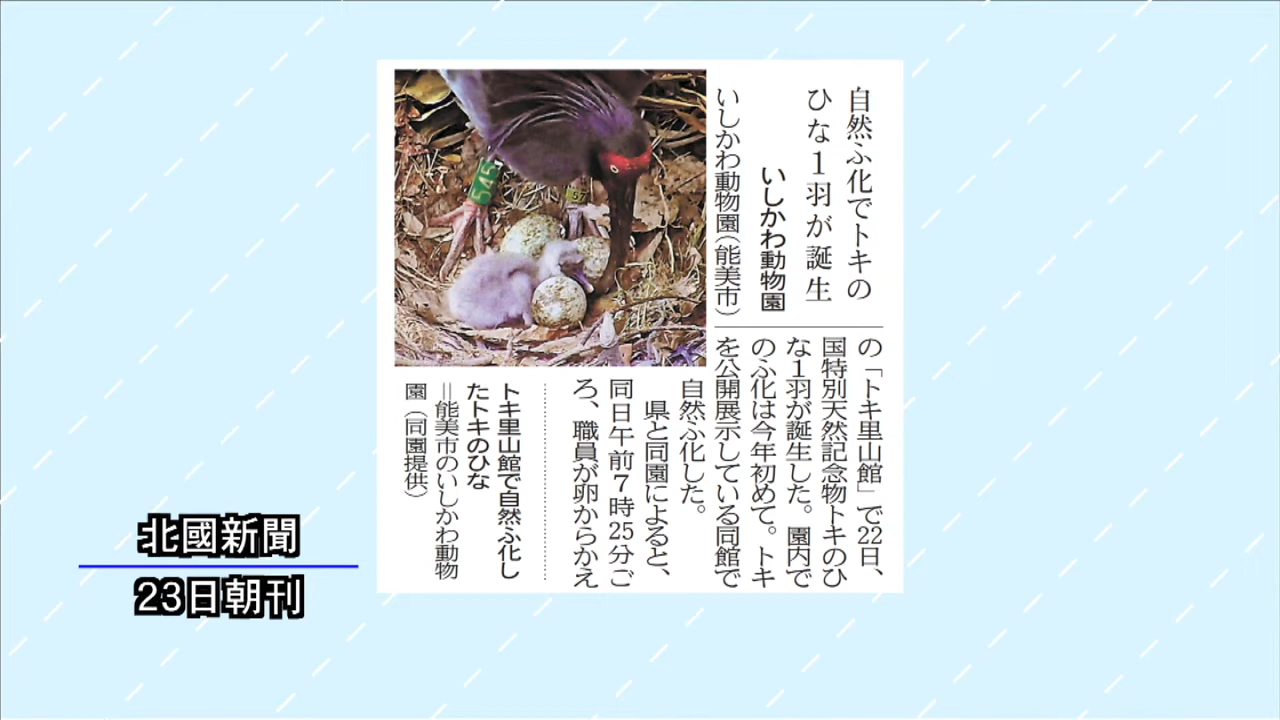 自然ふ化でトキの
ひな1羽が誕生
いしかわ動物園
いしかわ動物園(能美市)
の「トキ里山館」で22日、
国特別天然記念物トキのひ
な1羽が誕生した。園内で
のふ化は今年初めて。トキ
を公開展示している同館で
自然ふ化した。
県と同園によると、
同日午前7時25分ご
ろ、職員が卵からかえ
トキ里山館で自然ふ化し
たトキのひな
=能美市のいしかわ動物
園(同園提供)
545
57
北國新聞
23日朝刊